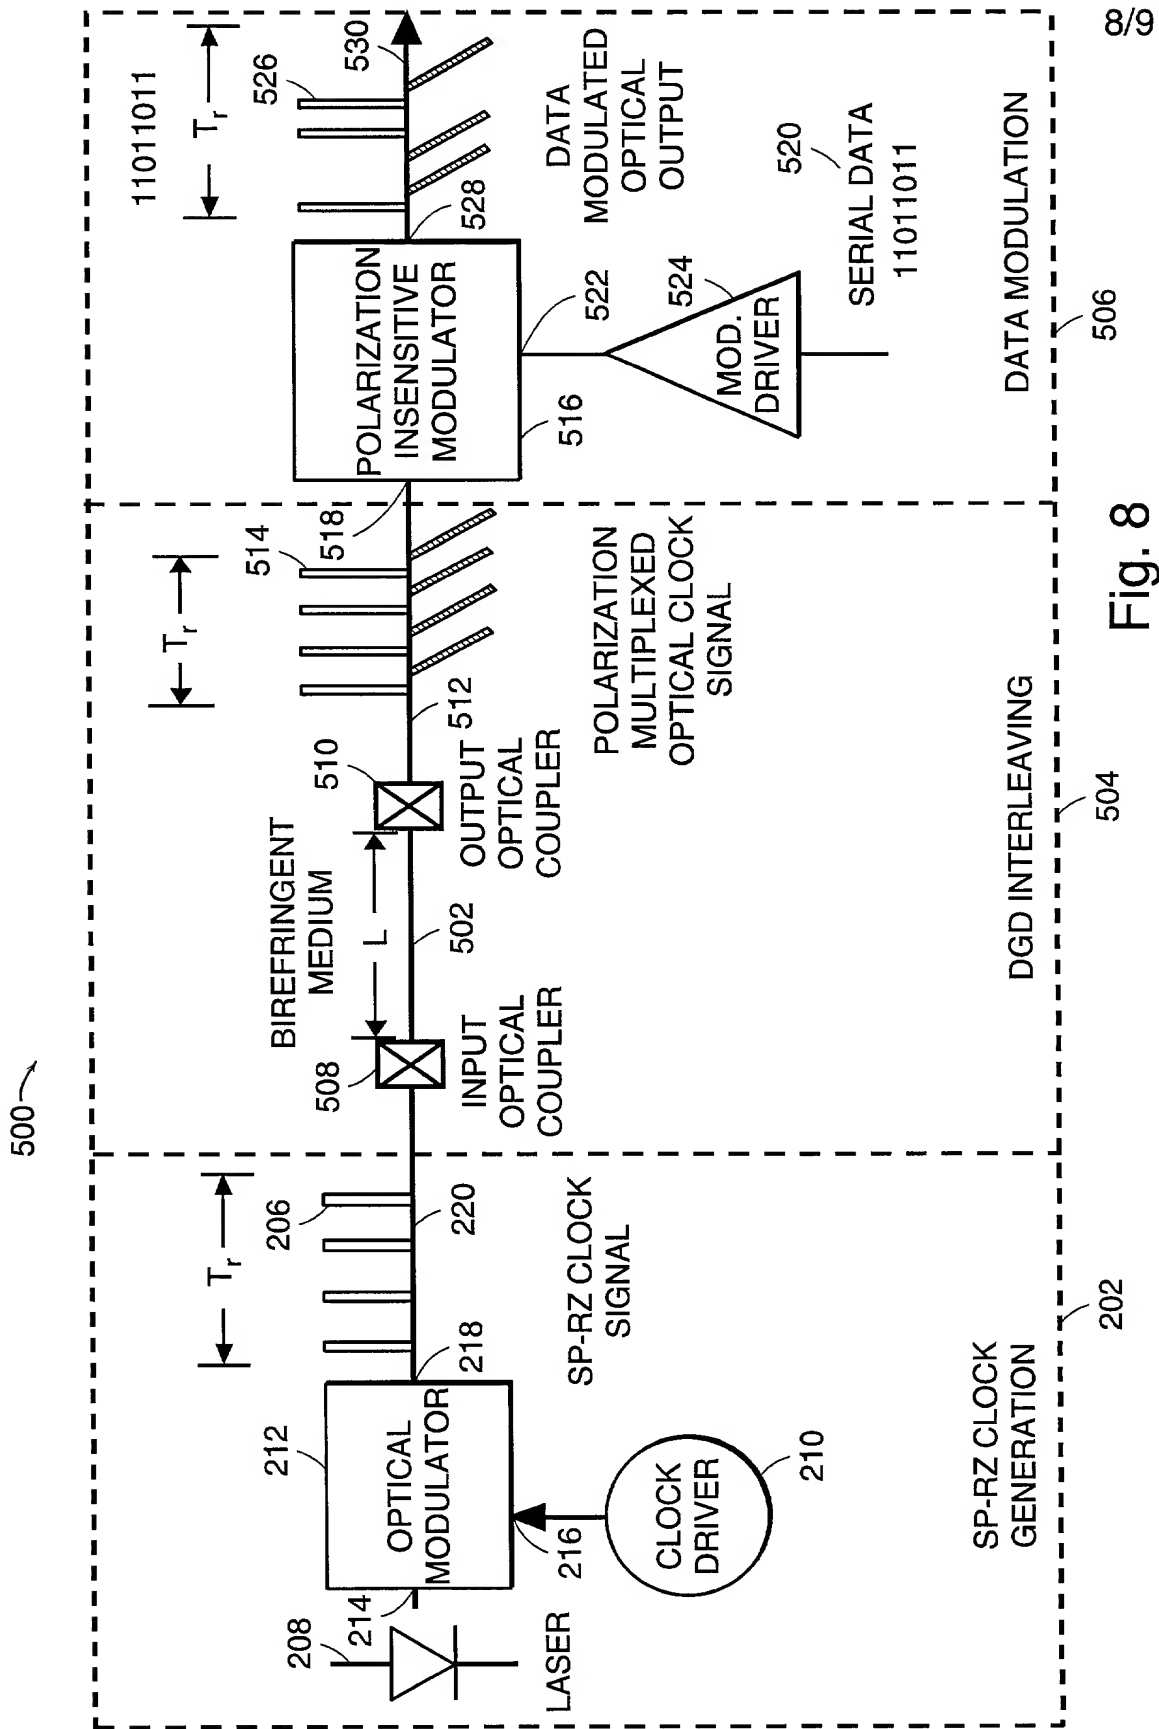 500
8/9
T_r
206
212
OPTICAL
MODULATOR
208
214
LASER
216
CLOCK
DRIVER
210
218
220
SP-RZ CLOCK
SIGNAL
SP-RZ CLOCK
GENERATION
202
BIREFRINGENT
MEDIUM
508
L
510
502
INPUT
OPTICAL
COUPLER
OUTPUT
OPTICAL
COUPLER
512
T_r
514
518
POLARIZATION
MULTIPLEXED
OPTICAL CLOCK
SIGNAL
DGD INTERLEAVING
504
POLARIZATION
INSENSITIVE
MODULATOR
516
522
MOD.
DRIVER
524
528
11011011
T_r
526
530
DATA
MODULATED
OPTICAL
OUTPUT
520
SERIAL DATA
11011011
DATA MODULATION
506
Fig. 8